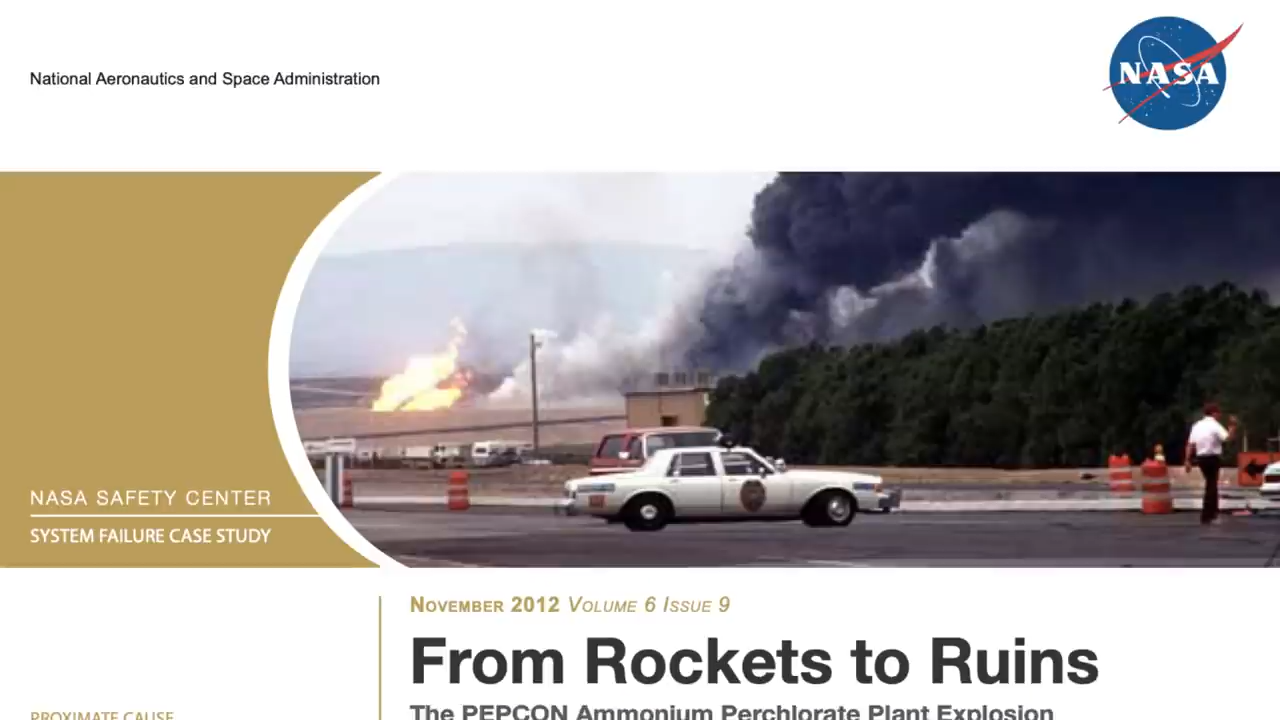 National Aeronautics and Space Administration
NASA
NASA SAFETY CENTER
SYSTEM FAILURE CASE STUDY
NOVEMBER 2012 VOLUME 6 ISSUE 9
From Rockets to Ruins
The PEPCON Ammonium Perchlorate Plant Explosion
PROXIMATE CAUSE